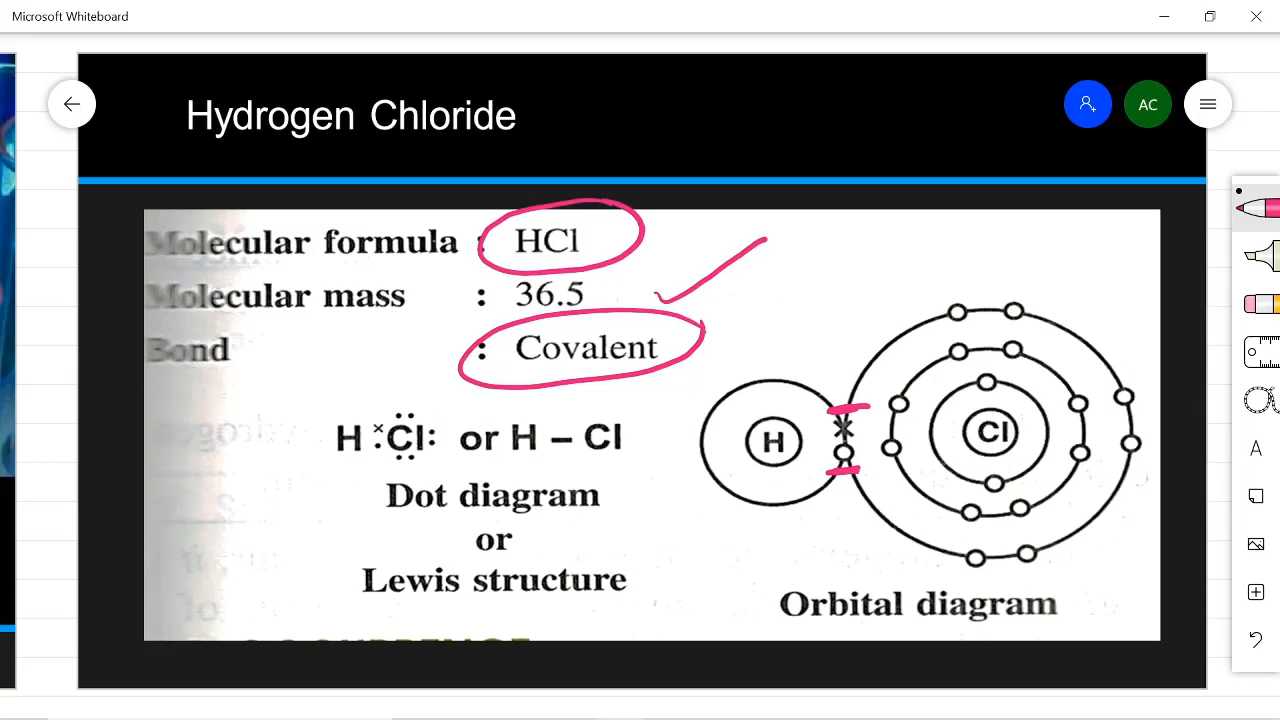 Microsoft Whiteboard
Hydrogen Chloride
AC
Molecular formula : HCl
Molecular mass : 36.5
Bond : Covalent
H ×Cl: or H – Cl
Dot diagram
or
Lewis structure
H
Cl
Orbital diagram
A